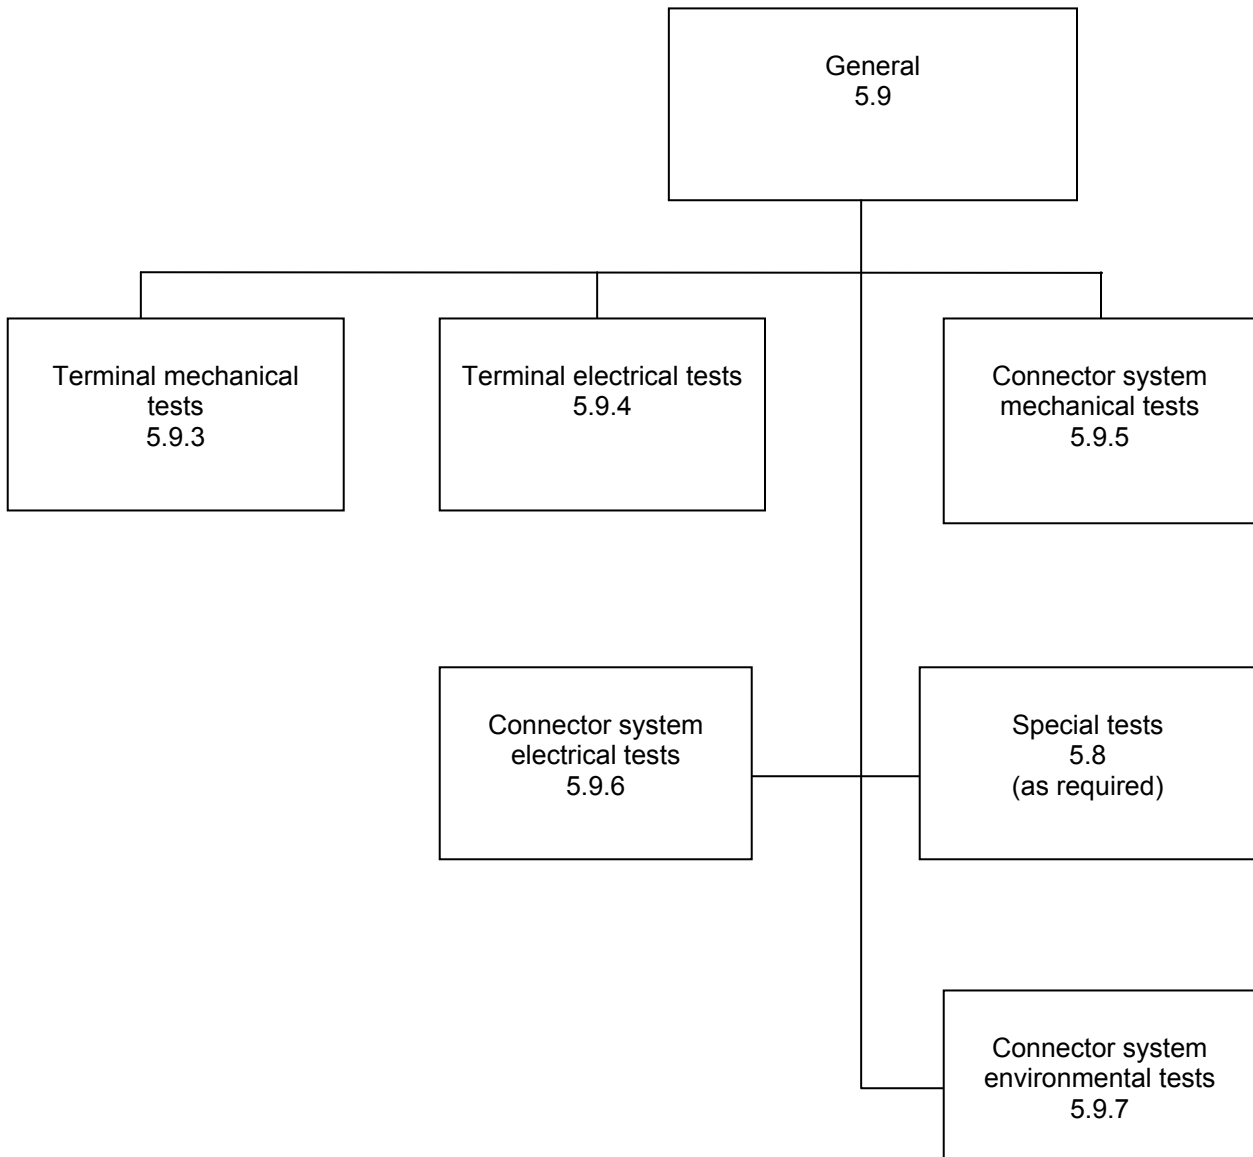 General
5.9
Terminal mechanical
tests
5.9.3
Terminal electrical tests
5.9.4
Connector system
mechanical tests
5.9.5
Connector system
electrical tests
5.9.6
Special tests
5.8
(as required)
Connector system
environmental tests
5.9.7